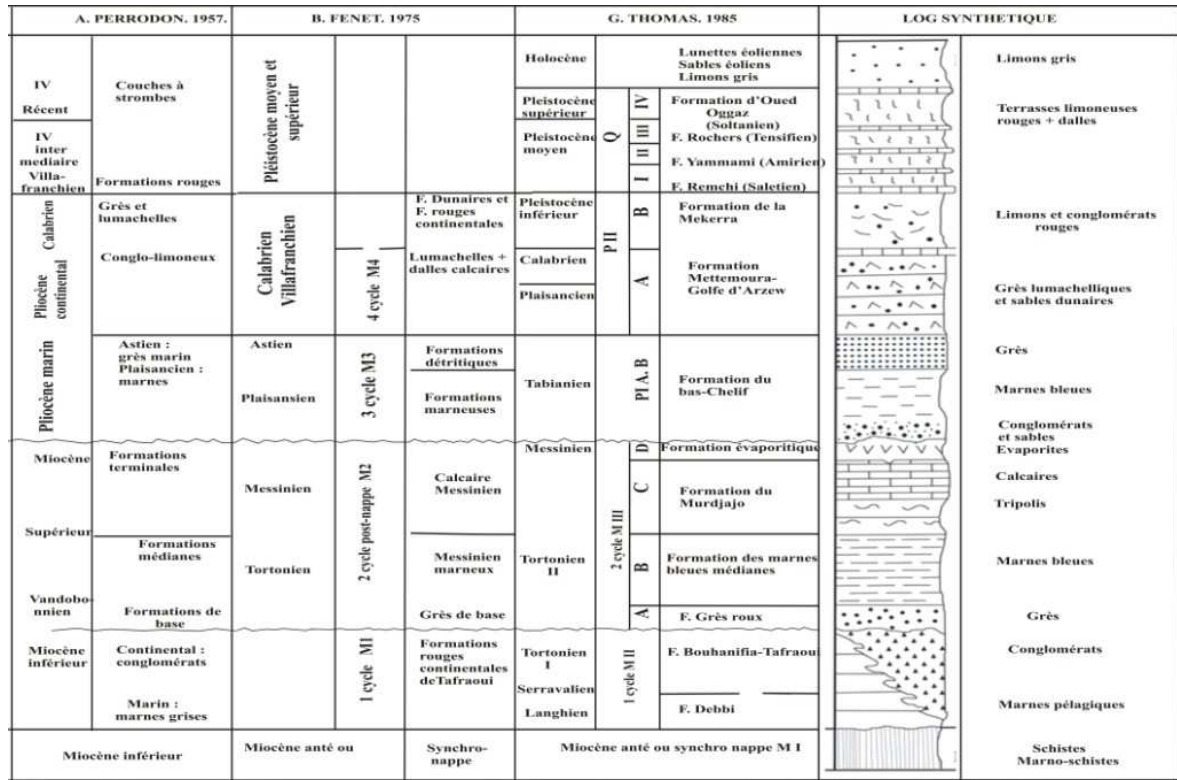 A. PERRODON. 1957.
B. FENET. 1975
G. THOMAS. 1985
LOG SYNTHETIQUE
IV
Récent
IV
inter
mediaire
Villa-
franchien
Calabrien
Pliocène
continental
Pliocène marin
Miocène
Supérieur
Vandobo-
nnien
Miocène
inférieur
Couches à
strombes
Formations rouges
Grès et
lumachelles
Conglo-limoneux
Astien :
grès marin
Plaisancien :
marnes
Formations
terminales
Formations
médianes
Formations de
base
Continental :
conglomérats
Marin :
marnes grises
Miocène inférieur
Pléistocène moyen et
supérieur
Calabrien
Villafranchien
Astien
Plaisansien
Messinien
Tortonien
4 cycle M4
3 cycle M3
2 cycle post-nappe M2
1 cycle M1
F. Dunaires et
F. rouges
continentales
Lumachelles +
dalles calcaires
Formations
détritiques
Formations
marneuses
Calcaire
Messinien
Messinien
marneux
Grès de base
Formations
rouges
continentales
deTafraoui
Miocène anté ou
Synchro-
nappe
Holocène
Pleistocène
supérieur
Pleistocène
moyen
Pleistocène
inférieur
Calabrien
Plaisancien
Tabianien
Messinien
Tortonien
II
Tortonien
I
Serravalien
Langhien
Q
P II
PI A. B
2 cycle M III
1 cycle M II
IV
III
II
I
B
A
D
C
B
A
Lunettes éoliennes
Sables éoliens
Limons gris
Formation d'Oued
Oggaz
(Soltanien)
F. Rochers (Tensifien)
F. Yammami (Amirien)
F. Remchi (Saletien)
Formation de la
Mekerra
Formation
Mettemoura-
Golfe d'Arzew
Formation du
bas-Chelif
Formation évaporitique
Formation du
Murdjajo
Formation des marnes
bleues médianes
F. Grès roux
F. Bouhanifia-Tafraoui
F. Debbi
Miocène anté ou synchro nappe M I
Limons gris
Terrasses limoneuses
rouges + dalles
Limons et conglomérats
rouges
Grès lumachelliques
et sables dunaires
Grès
Marnes bleues
Conglomérats
et sables
Evaporites
Calcaires
Tripolis
Marnes bleues
Grès
Conglomérats
Marnes pélagiques
Schistes
Marno-schistes